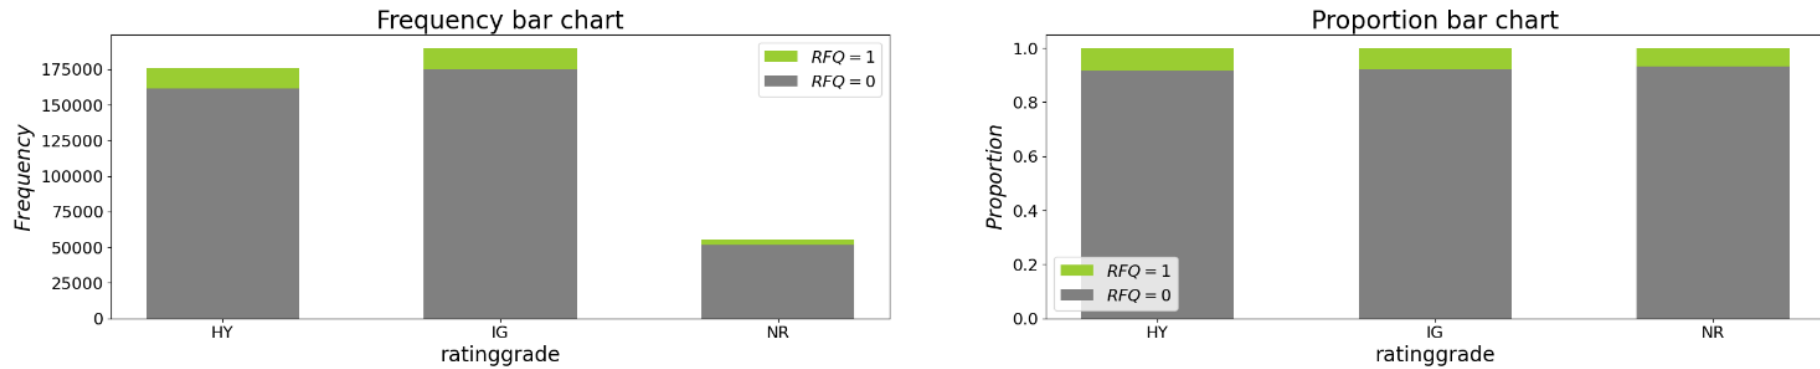 Frequency bar chart
Frequency
175000
150000
125000
100000
75000
50000
25000
0
RFQ = 1
RFQ = 0
HY
IG
NR
ratinggrade
Proportion bar chart
Proportion
1.0
0.8
0.6
0.4
0.2
0.0
RFQ = 1
RFQ = 0
HY
IG
NR
ratinggrade